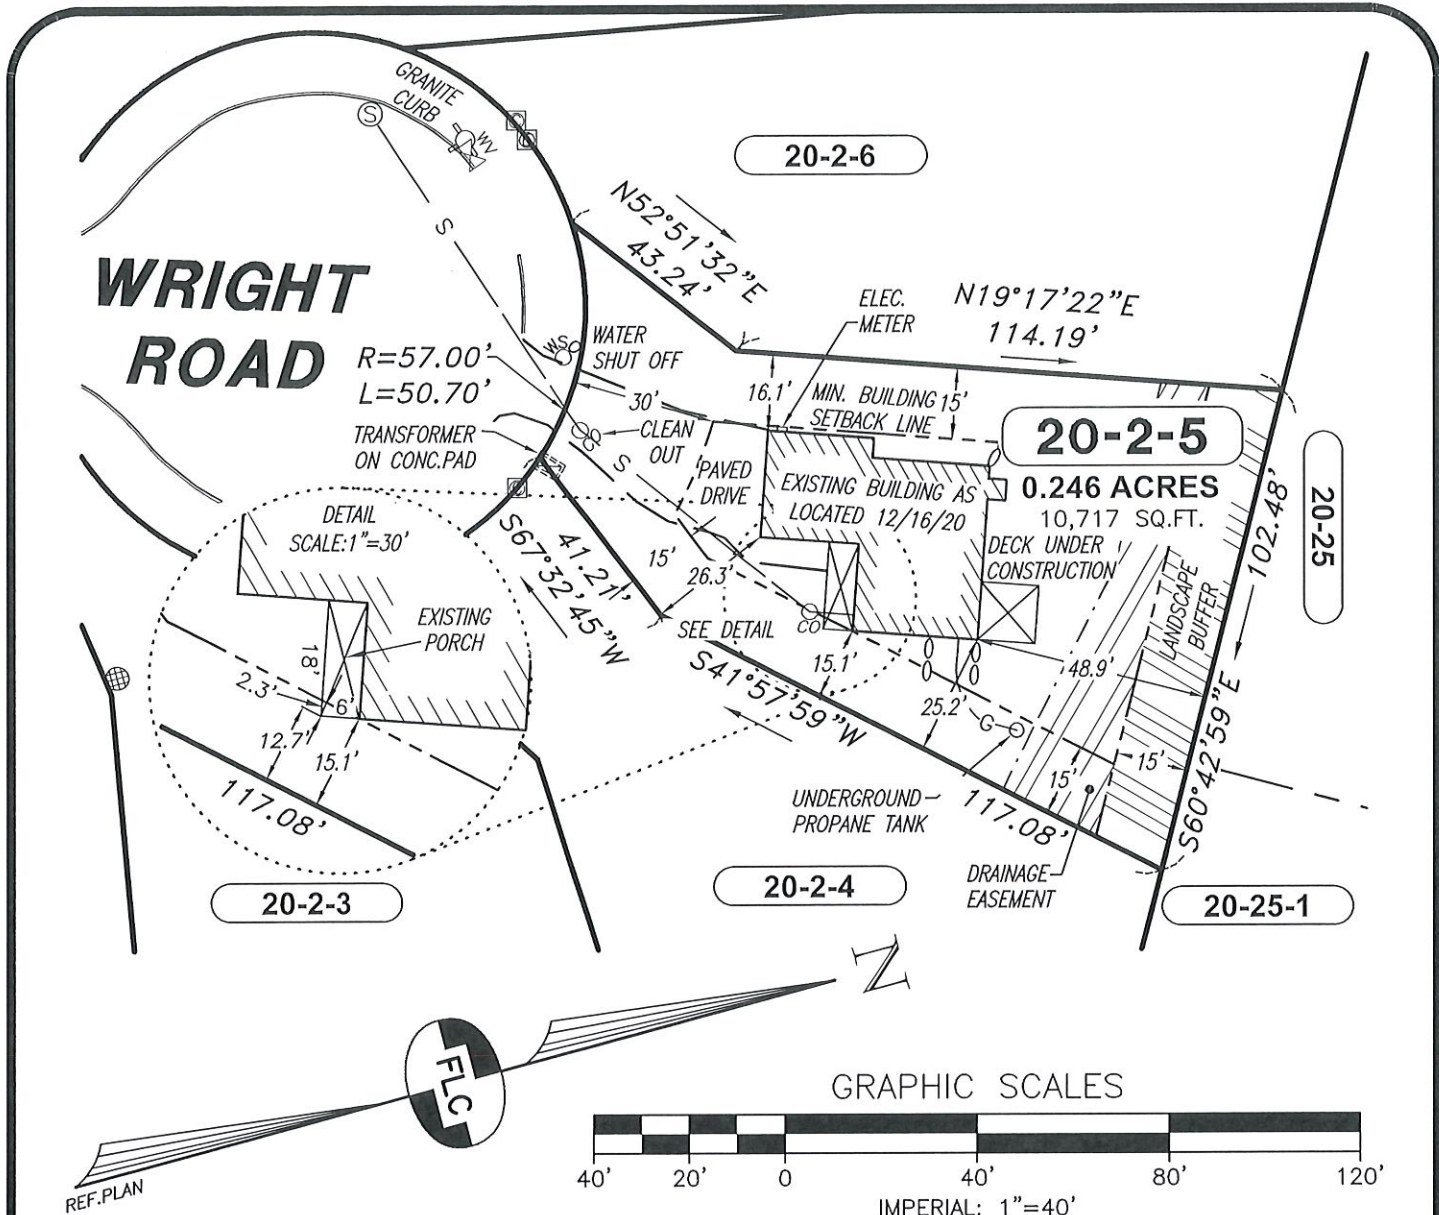 GRANITE
CURB
S
WV
E
20-2-6
N52°51'32"E
43.24'
S
WRIGHT
ROAD
ELEC.
METER
N19°17'22"E
114.19'
WSO
WATER
SHUT OFF
R=57.00'
L=50.70'
16.1'
MIN. BUILDING
SETBACK LINE
15'
30'
CLEAN
OUT
TRANSFORMER
ON CONC.PAD
S
PAVED
DRIVE
EXISTING BUILDING AS
LOCATED 12/16/20
20-2-5
0.246 ACRES
10,717 SQ.FT.
20-25
102.48'
S60°42'59"E
DETAIL
SCALE:1"=30'
EXISTING
PORCH
18'
2.3'
6'
12.7'
15.1'
117.08'
41.21'
S67°32'45"W
15'
26.3'
SEE DETAIL
CO
DECK UNDER
CONSTRUCTION
LANDSCAPE
BUFFER
15.1'
S41°57'59"W
25.2'
48.9'
G
15'
15'
UNDERGROUND
PROPANE TANK
117.08'
DRAINAGE
EASEMENT
20-2-3
20-2-4
20-25-1
N
FLC
REF.PLAN
GRAPHIC SCALES
40' 20' 0 40' 80' 120'
IMPERIAL: 1"=40'